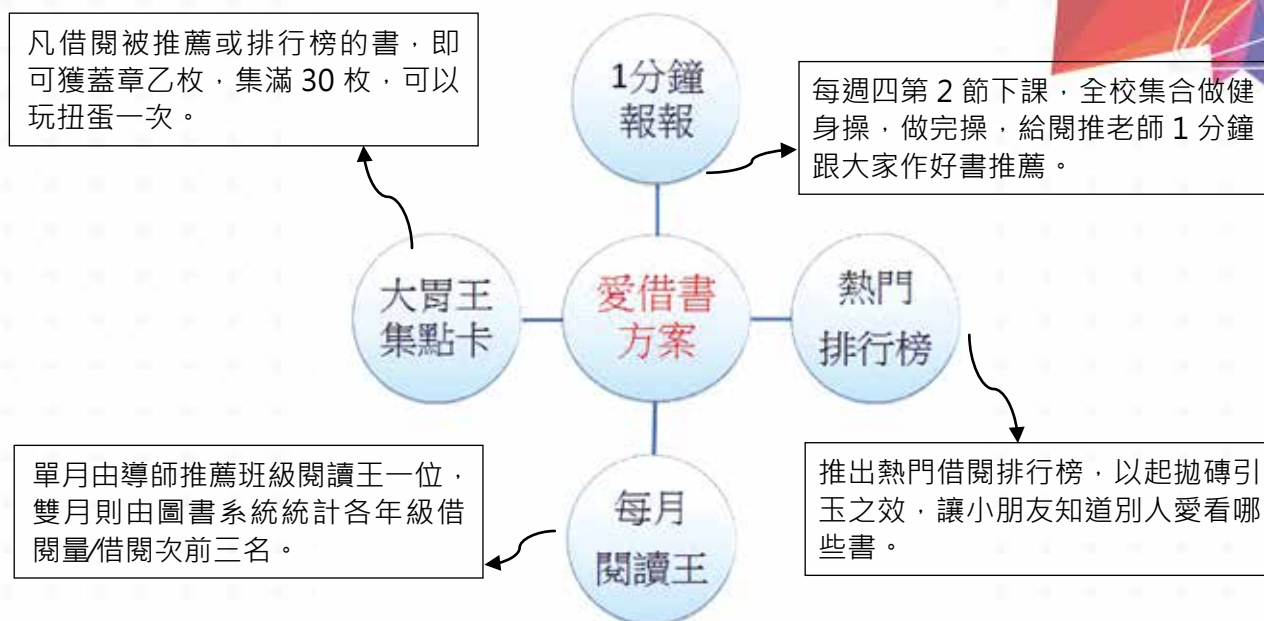 凡借閱被推薦或排行榜的書，即
可獲蓋章乙枚，集滿 30 枚，可以
玩扭蛋一次。
1分鐘
報報
每週四第 2 節下課，全校集合做健
身操，做完操，給閱推老師 1 分鐘
跟大家作好書推薦。
大胃王
集點卡
愛借書
方案
熱門
排行榜
單月由導師推薦班級閱讀王一位，
雙月則由圖書系統統計各年級借
閱量/借閱次前三名。
每月
閱讀王
推出熱門借閱排行榜，以起拋磚引
玉之效，讓小朋友知道別人愛看哪
些書。